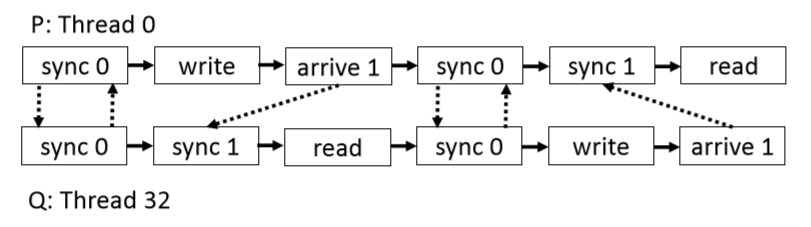 P: Thread 0
sync 0 write arrive 1 sync 0 sync 1 read
sync 0 sync 1 read sync 0 write arrive 1
Q: Thread 32